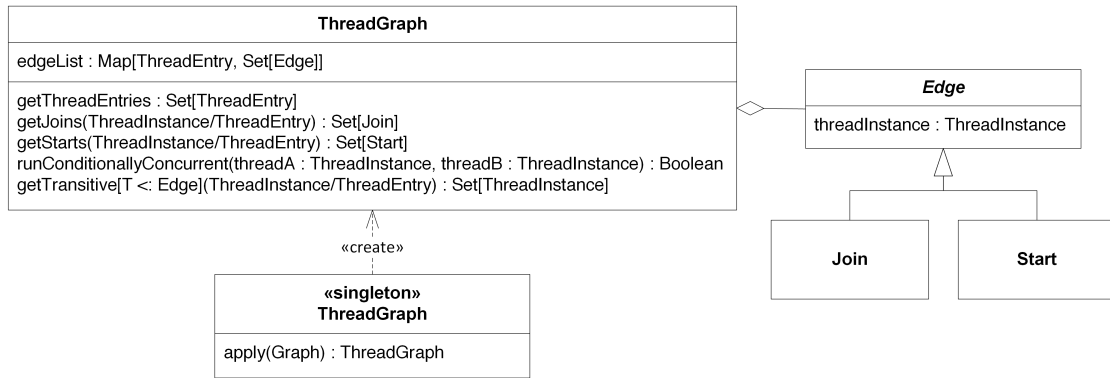 ThreadGraph
edgeList : Map[ThreadEntry, Set[Edge]]
getThreadEntries : Set[ThreadEntry]
getJoins(ThreadInstance/ThreadEntry) : Set[Join]
getStarts(ThreadInstance/ThreadEntry) : Set[Start]
runConditionallyConcurrent(threadA : ThreadInstance, threadB : ThreadInstance) : Boolean
getTransitive[T <: Edge](ThreadInstance/ThreadEntry) : Set[ThreadInstance]
Edge
threadInstance : ThreadInstance
Join
Start
«create»
«singleton»
ThreadGraph
apply(Graph) : ThreadGraph